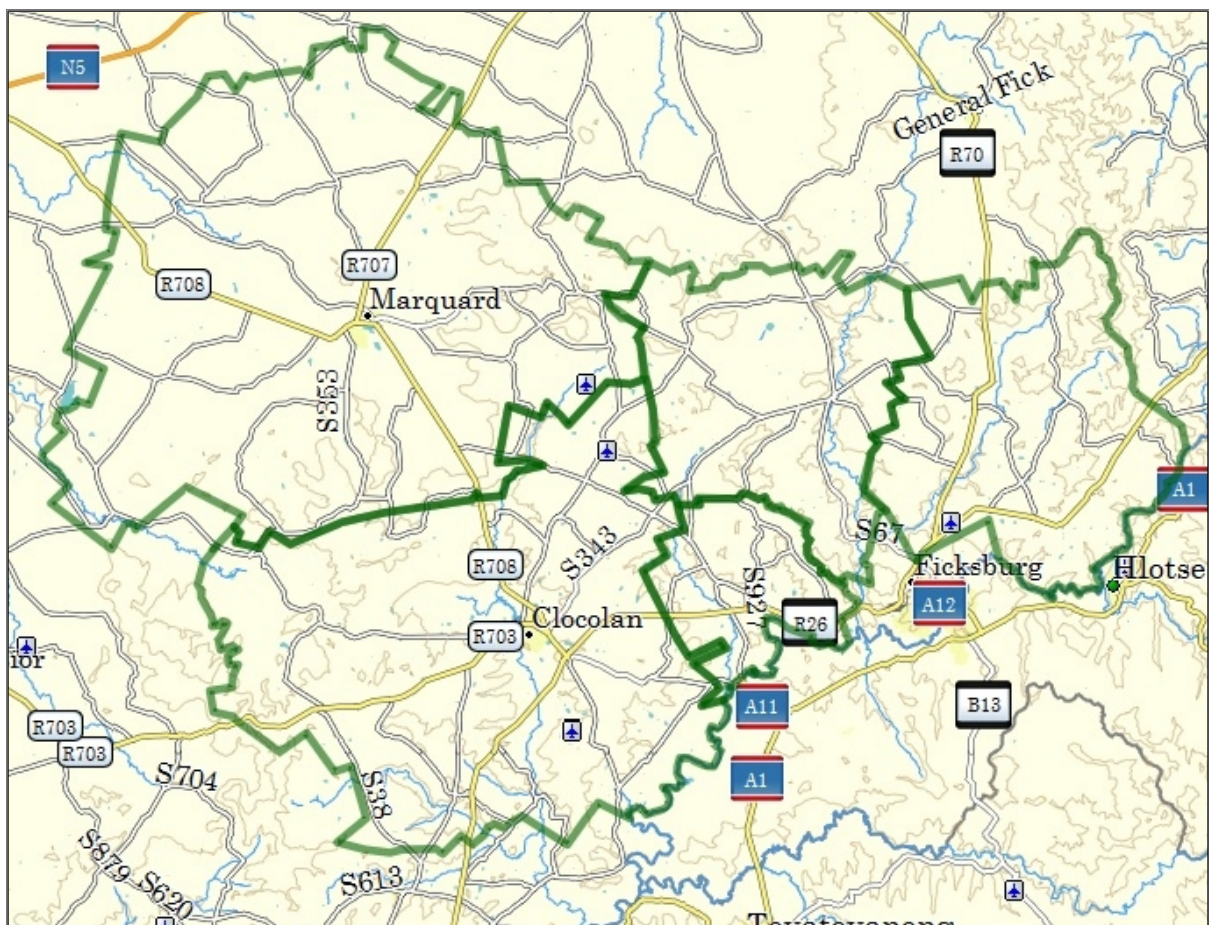 N5
General Fick
R70
R707
R708
Marquard
S353
A1
S67
S343
R708
Ficksburg
Hlotse
S927
A12
Clocolan
R703
R26
ior
A11
B13
R703
R703
S704
A1
S38
S879
S613
S620